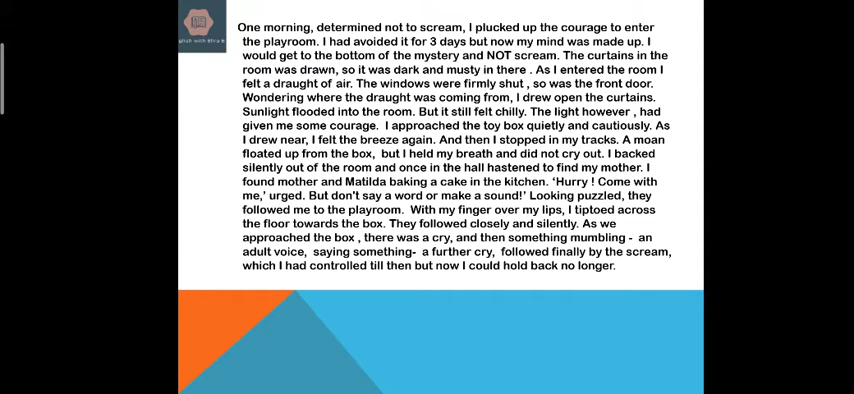 One morning, determined not to scream, I plucked up the courage to enter
the playroom. I had avoided it for 3 days but now my mind was made up. I
would get to the bottom of the mystery and NOT scream. The curtains in the
room was drawn, so it was dark and musty in there . As I entered the room I
felt a draught of air. The windows were firmly shut , so was the front door.
Wondering where the draught was coming from, I drew open the curtains.
Sunlight flooded into the room. But it still felt chilly. The light however , had
given me some courage. I approached the toy box quietly and cautiously. As
I drew near, I felt the breeze again. And then I stopped in my tracks. A moan
floated up from the box, but I held my breath and did not cry out. I backed
silently out of the room and once in the hall hastened to find my mother. I
found mother and Matilda baking a cake in the kitchen. ‘Hurry ! Come with
me,’ urged. But don't say a word or make a sound!’ Looking puzzled, they
followed me to the playroom. With my finger over my lips, I tiptoed across
the floor towards the box. They followed closely and silently. As we
approached the box , there was a cry, and then something mumbling - an
adult voice, saying something- a further cry, followed finally by the scream,
which I had controlled till then but now I could hold back no longer.